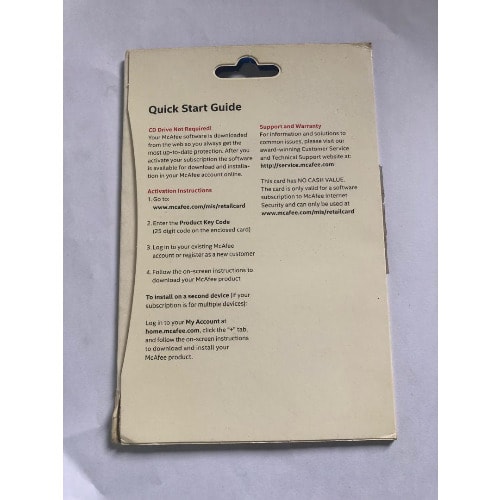 Quick Start Guide
CD Drive Not Required!
Your McAfee software is downloaded
from the web so you always get the
most up-to-date protection. After you
activate your subscription the software
is available for download and installa-
tion in your McAfee account online.
Activation Instructions
1. Go to:
www.mcafee.com/mis/retailcard
2. Enter the Product Key Code
(25 digit code on the enclosed card)
3. Log in to your existing McAfee
account or register as a new customer
4. Follow the on-screen instructions to
download your McAfee product
To install on a second device (if your
subscription is for multiple devices):
Log in to your My Account at
home.mcafee.com, click the "+" tab,
and follow the on-screen instructions
to download and install your
McAfee product.
Support and Warranty
For information and solutions to
common issues, please visit our
award-winning Customer Service
and Technical Support website at:
http://service.mcafee.com
This card has NO CASH VALUE.
The card is only valid for a software
subscription to McAfee Internet
Security and can only be used at
www.mcafee.com/mis/retailcard